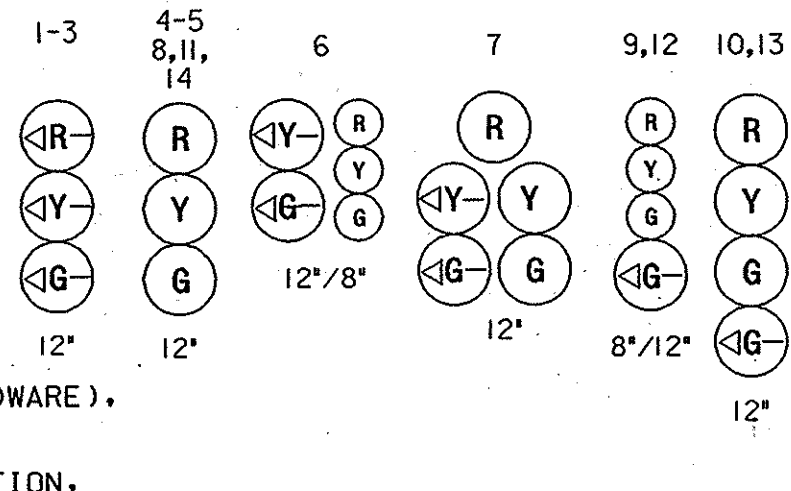 1-3
4-5
8,11,
14
6
7
9,12
10,13
R
Y
G
12"
R
Y
G
12"
Y
G
R
Y
G
12"/8"
R
Y
Y
G
G
12"
R
Y
G
G
8"/12"
R
Y
G
G
12"
OWARE).
TION.